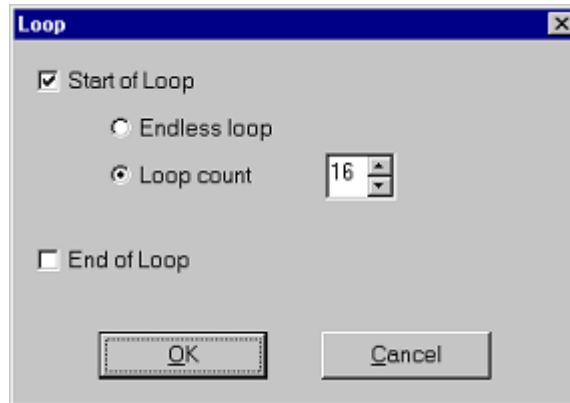 Loop
Start of Loop
Endless loop
Loop count 16
End of Loop
OK Cancel